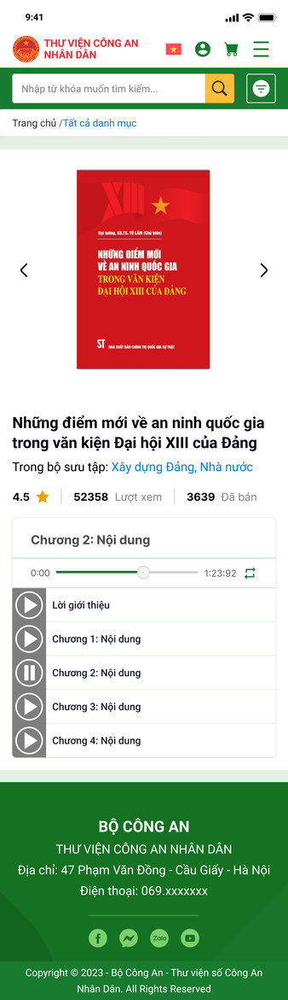 9:41
THƯ VIỆN CÔNG AN
NHÂN DÂN
Nhập từ khóa muốn tìm kiếm...
Trang chủ /Tất cả danh mục
XIII
Đại tướng, GS.TS. TÔ LÂM (Chủ biên)
NHỮNG ĐIỂM MỚI
VỀ AN NINH QUỐC GIA
TRONG VĂN KIỆN
ĐẠI HỘI XIII CỦA ĐẢNG
ST NHÀ XUẤT BẢN CHÍNH TRỊ QUỐC GIA SỰ THẬT
Những điểm mới về an ninh quốc gia
trong văn kiện Đại hội XIII của Đảng
Trong bộ sưu tập: Xây dựng Đảng, Nhà nước
4.5 52358 Lượt xem 3639 Đã bán
Chương 2: Nội dung
0:00 1:23:92
Lời giới thiệu
Chương 1: Nội dung
Chương 2: Nội dung
Chương 3: Nội dung
Chương 4: Nội dung
BỘ CÔNG AN
THƯ VIỆN CÔNG AN NHÂN DÂN
Địa chỉ: 47 Phạm Văn Đồng - Cầu Giấy - Hà Nội
Điện thoại: 069.xxxxxxx
Zalo
Copyright © 2023 - Bộ Công An - Thư viện số Công An
Nhân Dân. All Rights Reserved